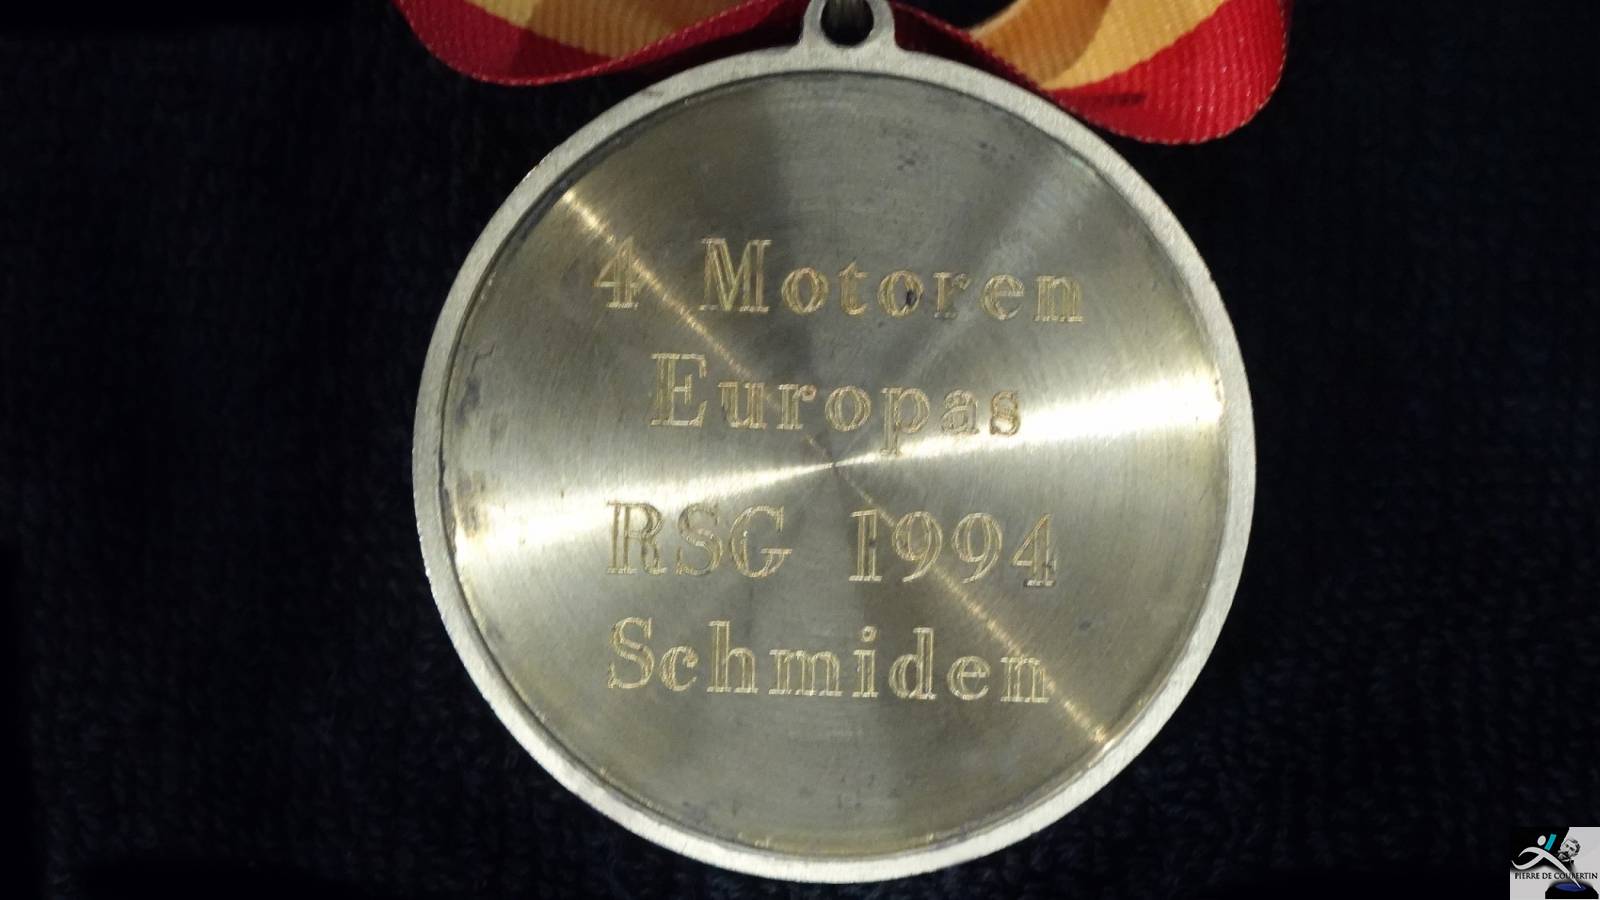 4 Motoren
Europas
RSG 1994
Schmiden
PIERRE DE COUBERTIN